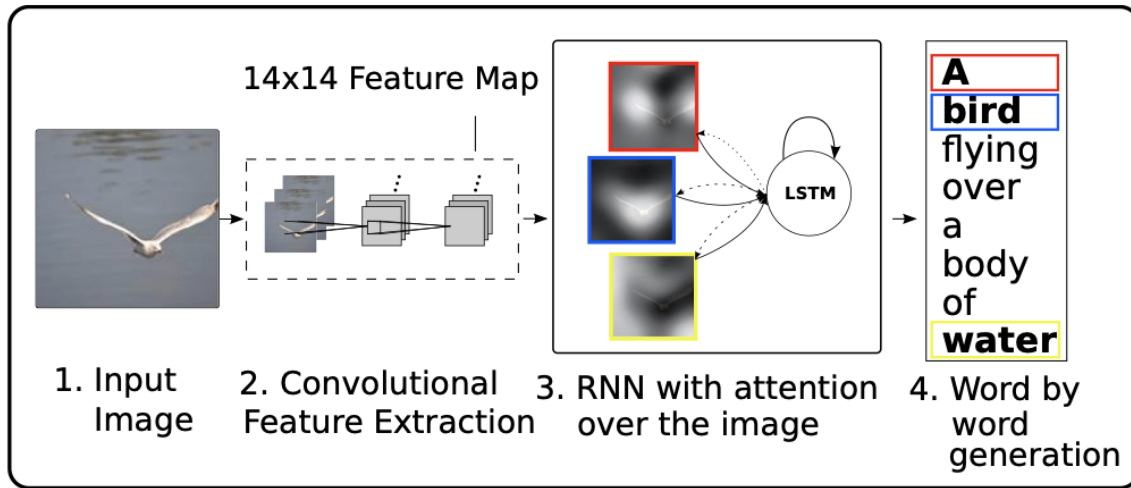 14x14 Feature Map
LSTM
A
bird
flying
over
a
body
of
water
1. Input
Image
2. Convolutional
Feature Extraction
3. RNN with attention
over the image
4. Word by
word
generation